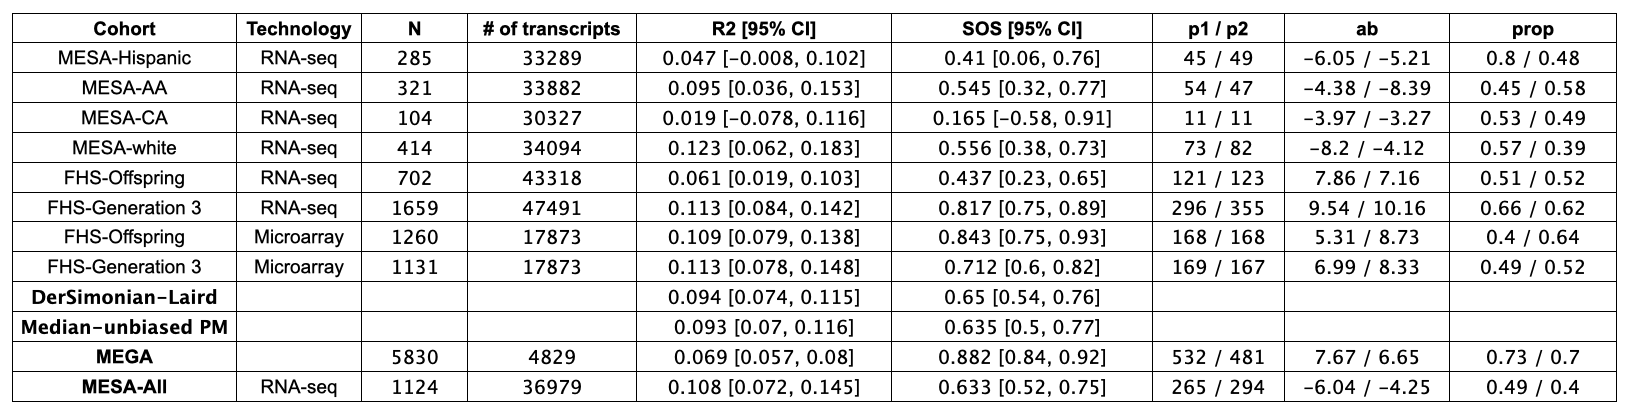 Cohort Technology N # of transcripts R2 [95% CI] SOS [95% CI] p1 / p2 ab prop
MESA-Hispanic RNA-seq 285 33289 0.047 [−0.008, 0.102] 0.41 [0.06, 0.76] 45 / 49 −6.05 / −5.21 0.8 / 0.48
MESA-AA RNA-seq 321 33882 0.095 [0.036, 0.153] 0.545 [0.32, 0.77] 54 / 47 −4.38 / −8.39 0.45 / 0.58
MESA-CA RNA-seq 104 30327 0.019 [−0.078, 0.116] 0.165 [−0.58, 0.91] 11 / 11 −3.97 / −3.27 0.53 / 0.49
MESA-white RNA-seq 414 34094 0.123 [0.062, 0.183] 0.556 [0.38, 0.73] 73 / 82 −8.2 / −4.12 0.57 / 0.39
FHS-Offspring RNA-seq 702 43318 0.061 [0.019, 0.103] 0.437 [0.23, 0.65] 121 / 123 7.86 / 7.16 0.51 / 0.52
FHS-Generation 3 RNA-seq 1659 47491 0.113 [0.084, 0.142] 0.817 [0.75, 0.89] 296 / 355 9.54 / 10.16 0.66 / 0.62
FHS-Offspring Microarray 1260 17873 0.109 [0.079, 0.138] 0.843 [0.75, 0.93] 168 / 168 5.31 / 8.73 0.4 / 0.64
FHS-Generation 3 Microarray 1131 17873 0.113 [0.078, 0.148] 0.712 [0.6, 0.82] 169 / 167 6.99 / 8.33 0.49 / 0.52
DerSimonian−Laird 0.094 [0.074, 0.115] 0.65 [0.54, 0.76]
Median−unbiased PM 0.093 [0.07, 0.116] 0.635 [0.5, 0.77]
MEGA 5830 4829 0.069 [0.057, 0.08] 0.882 [0.84, 0.92] 532 / 481 7.67 / 6.65 0.73 / 0.7
MESA-All RNA-seq 1124 36979 0.108 [0.072, 0.145] 0.633 [0.52, 0.75] 265 / 294 −6.04 / −4.25 0.49 / 0.4